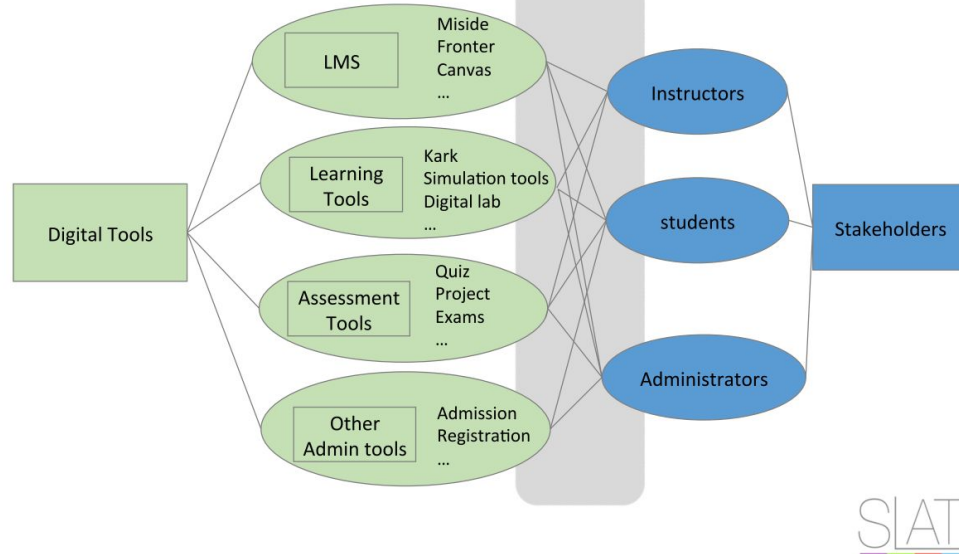 Digital Tools
LMS
Miside
Fronter
Canvas
...
Learning
Tools
Kark
Simulation tools
Digital lab
...
Assessment
Tools
Quiz
Project
Exams
...
Other
Admin tools
Admission
Registration
...
Instructors
students
Administrators
Stakeholders
SLAT